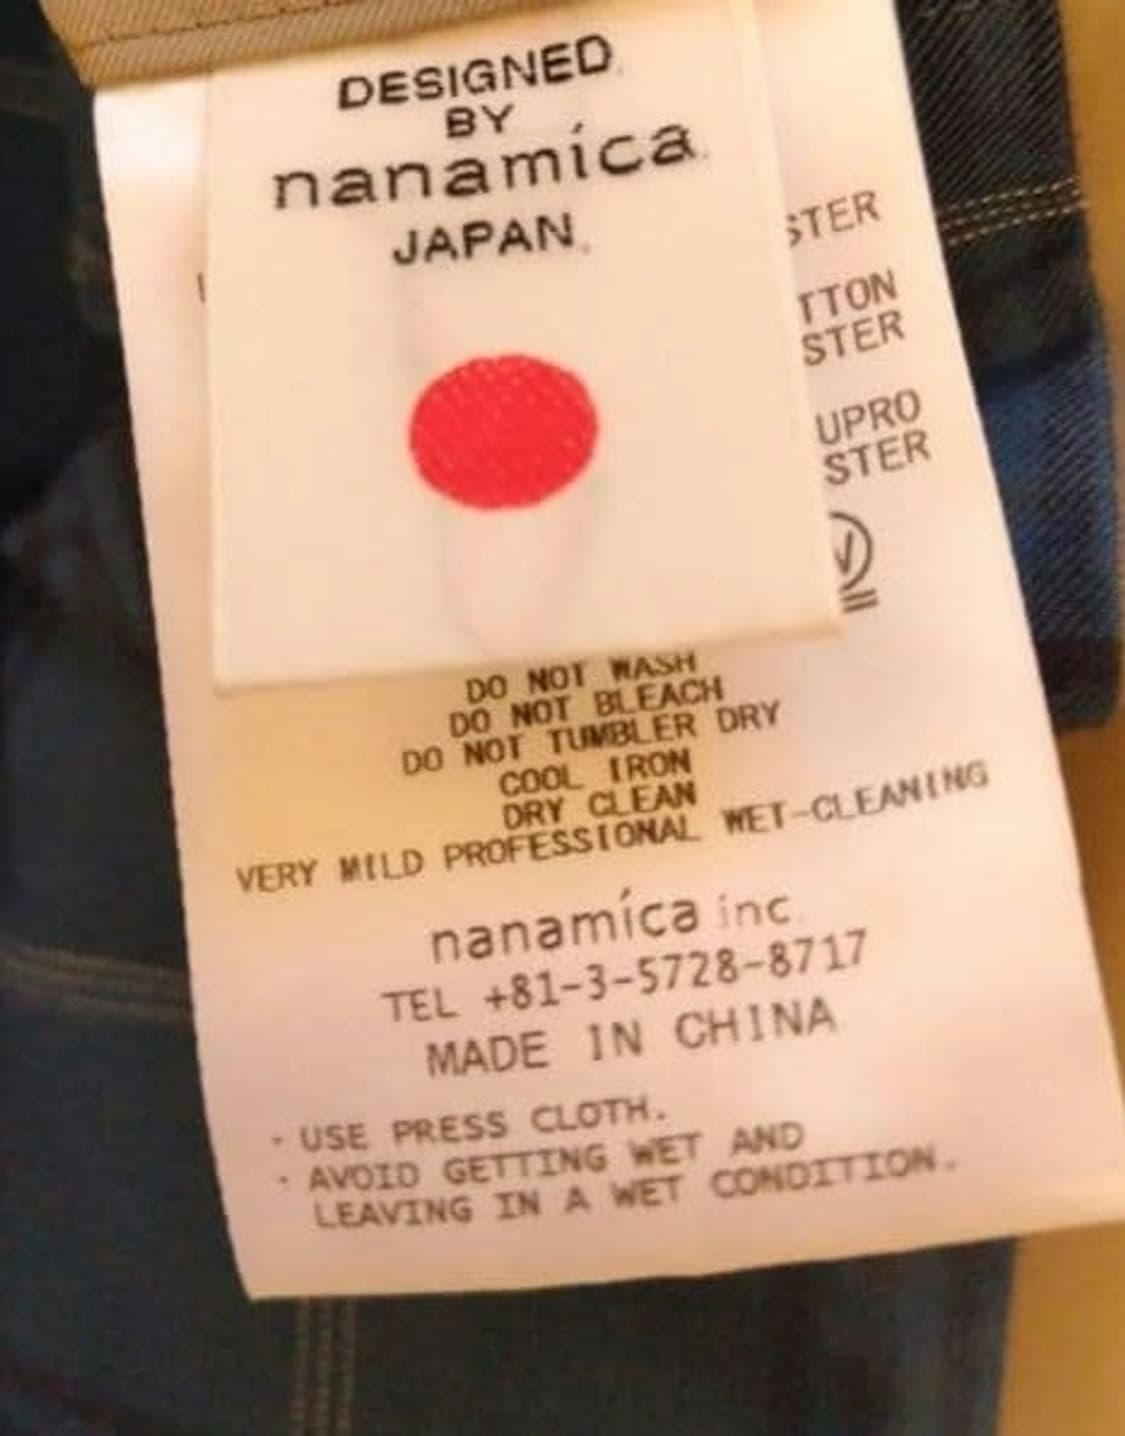 DESIGNED
BY
nanamíca
JAPAN
STER
TTON
STER
UPRO
STER
W
DO NOT WASH
DO NOT BLEACH
DO NOT TUMBLER DRY
COOL IRON
DRY CLEAN
VERY MILD PROFESSIONAL WET-CLEANING
nanamíca inc.
TEL +81-3-5728-8717
MADE IN CHINA
・USE PRESS CLOTH.
・AVOID GETTING WET AND
LEAVING IN A WET CONDITION.